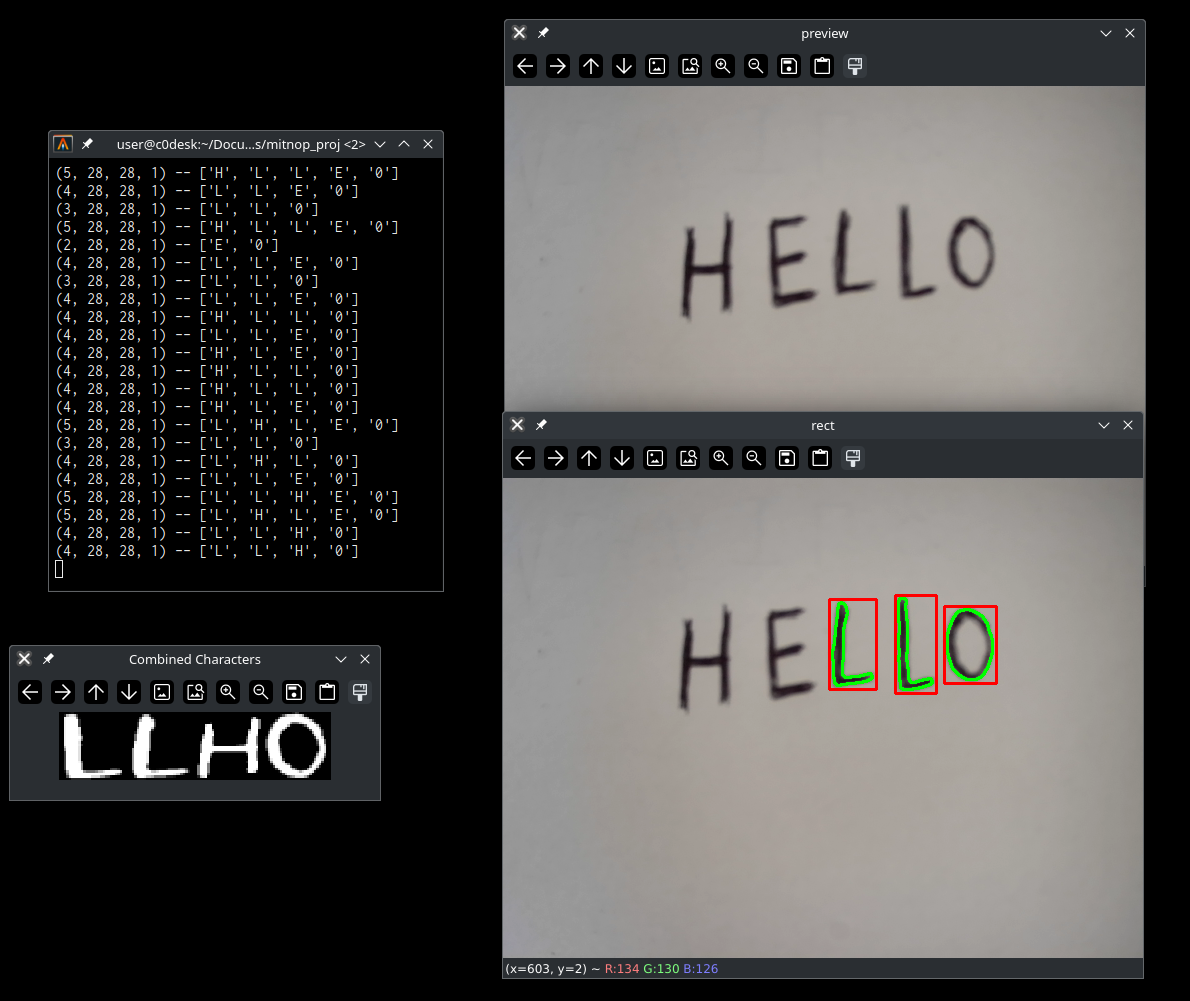 preview
HELLO
user@c0desk:~/Docu...s/mitnop_proj <2>
(5, 28, 28, 1) -- ['H', 'L', 'L', 'E', '0']
(4, 28, 28, 1) -- ['L', 'L', 'E', '0']
(3, 28, 28, 1) -- ['L', 'L', '0']
(5, 28, 28, 1) -- ['H', 'L', 'L', 'E', '0']
(2, 28, 28, 1) -- ['E', '0']
(4, 28, 28, 1) -- ['L', 'L', 'E', '0']
(3, 28, 28, 1) -- ['L', 'L', '0']
(4, 28, 28, 1) -- ['L', 'L', 'E', '0']
(4, 28, 28, 1) -- ['H', 'L', 'L', '0']
(4, 28, 28, 1) -- ['L', 'L', 'E', '0']
(4, 28, 28, 1) -- ['H', 'L', 'E', '0']
(4, 28, 28, 1) -- ['H', 'L', 'L', '0']
(4, 28, 28, 1) -- ['H', 'L', 'L', '0']
(4, 28, 28, 1) -- ['H', 'L', 'E', '0']
(5, 28, 28, 1) -- ['L', 'H', 'L', 'E', '0']
(3, 28, 28, 1) -- ['L', 'L', '0']
(4, 28, 28, 1) -- ['L', 'H', 'L', '0']
(4, 28, 28, 1) -- ['L', 'L', 'E', '0']
(5, 28, 28, 1) -- ['L', 'L', 'H', 'E', '0']
(5, 28, 28, 1) -- ['L', 'H', 'L', 'E', '0']
(4, 28, 28, 1) -- ['L', 'L', 'H', '0']
(4, 28, 28, 1) -- ['L', 'L', 'H', '0']
rect
HELLO
(x=603, y=2) ~ R:134 G:130 B:126
Combined Characters
LLHO